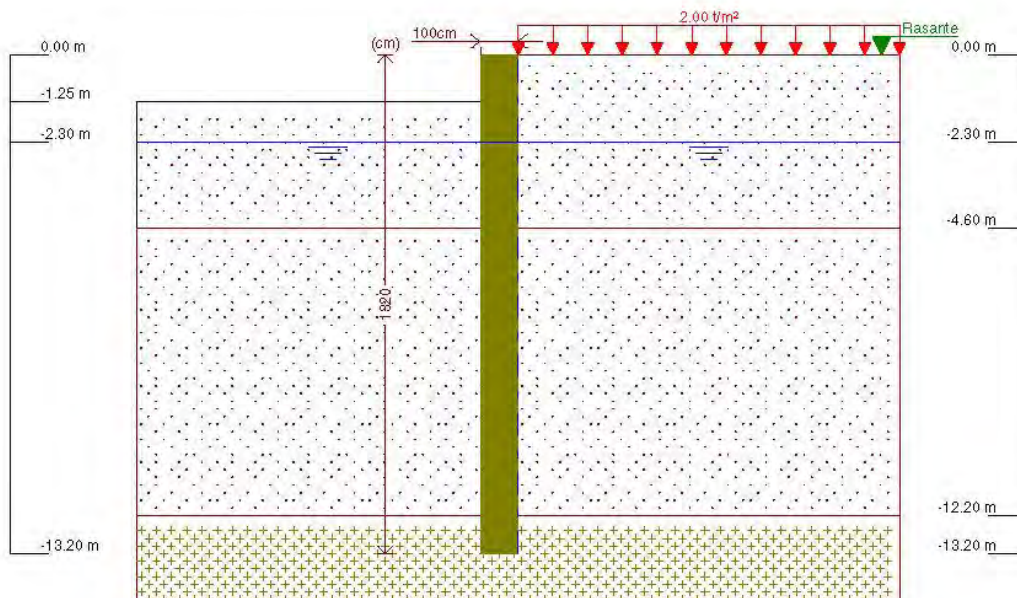 2.00 t/m²
100cm
Rasante
(cm)
0.00 m
0.00 m
-1.25 m
-2.30 m
-2.30 m
-4.60 m
1820
-12.20 m
-13.20 m
-13.20 m